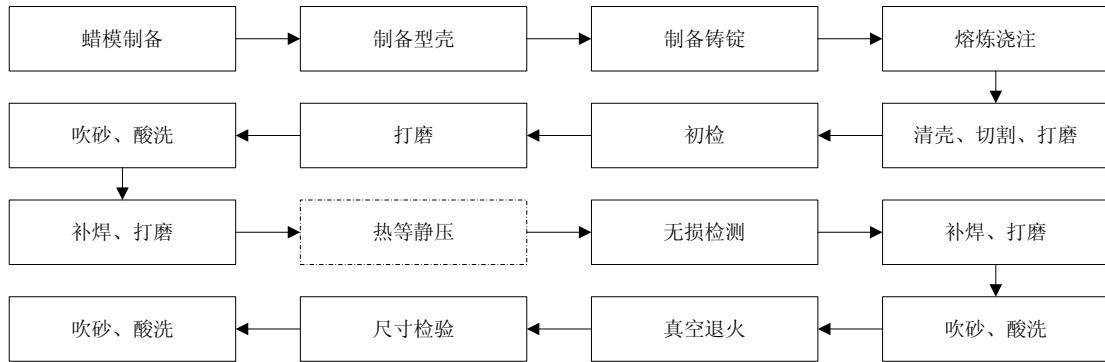 蜡模制备
制备型壳
制备铸锭
熔炼浇注
吹砂、酸洗
打磨
初检
清壳、切割、打磨
补焊、打磨
热等静压
无损检测
补焊、打磨
吹砂、酸洗
尺寸检验
真空退火
吹砂、酸洗